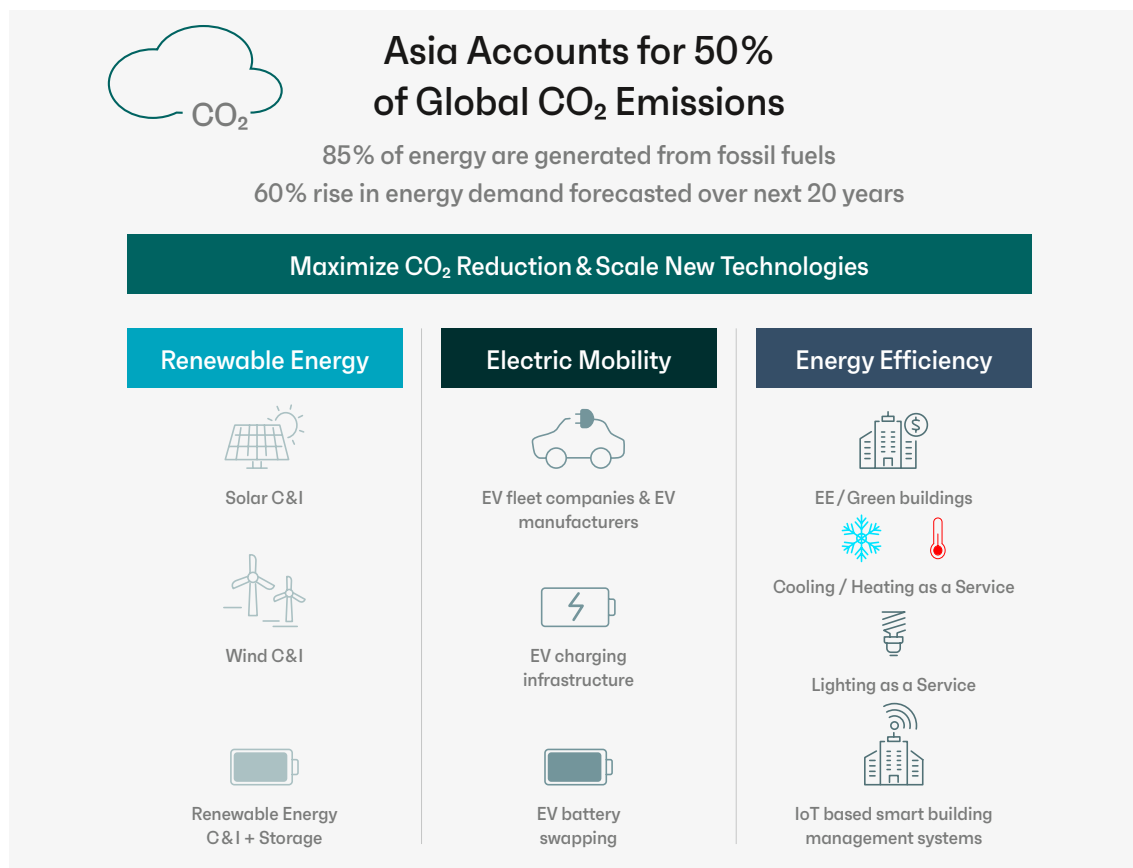 CO₂
Asia Accounts for 50%
of Global CO₂ Emissions
85% of energy are generated from fossil fuels
60% rise in energy demand forecasted over next 20 years
Maximize CO₂ Reduction & Scale New Technologies
Renewable Energy
Solar C&I
Wind C&I
Renewable Energy
C&I + Storage
Electric Mobility
EV fleet companies & EV
manufacturers
EV charging
infrastructure
EV battery
swapping
Energy Efficiency
$
EE / Green buildings
Cooling / Heating as a Service
Lighting as a Service
IoT based smart building
management systems